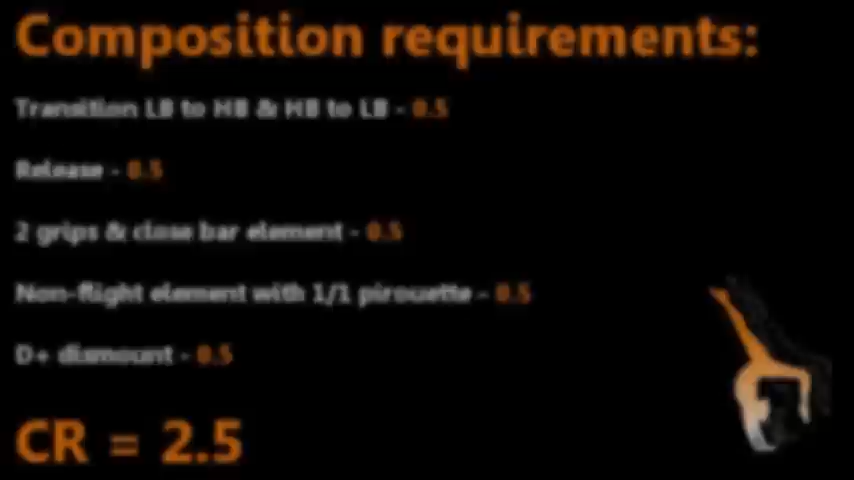 Composition requirements:
Transition LB to HB & HB to LB - 0.5
Release - 0.5
2 grips & close bar element - 0.5
Non-flight element with 1/1 pirouette - 0.5
D+ dismount - 0.5
CR = 2.5